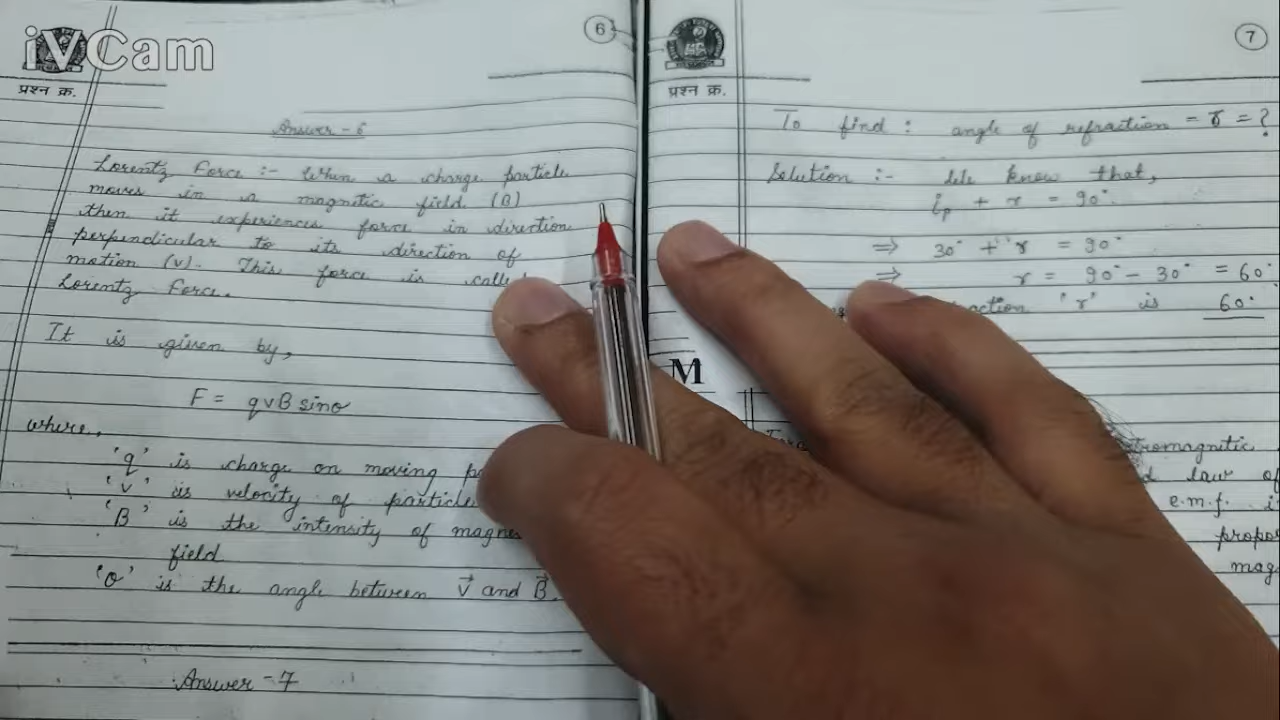 iVCam
6
प्रश्न क्र.
Answer - 6
Lorentz Force :- When a charge particle
moves in a magnetic field (B)
then it experiences force in direction
perpendicular to its direction of
motion (v). This force is called
Lorentz Force.
It is given by,
F = qvB sinθ
where,
'q' is charge on moving
'v' is velocity of particle
'B' is the intensity of
field
'θ' is the angle between v⃗ and B⃗.
Answer - 7
7
प्रश्न क्र.
To find : angle of refraction = r = ?
Solution :- We know that,
ip + r = 90°
⇒ 30° + r = 90°
⇒ r = 90° - 30° = 60°
'r' is 60°
M
law of
e.m.f.